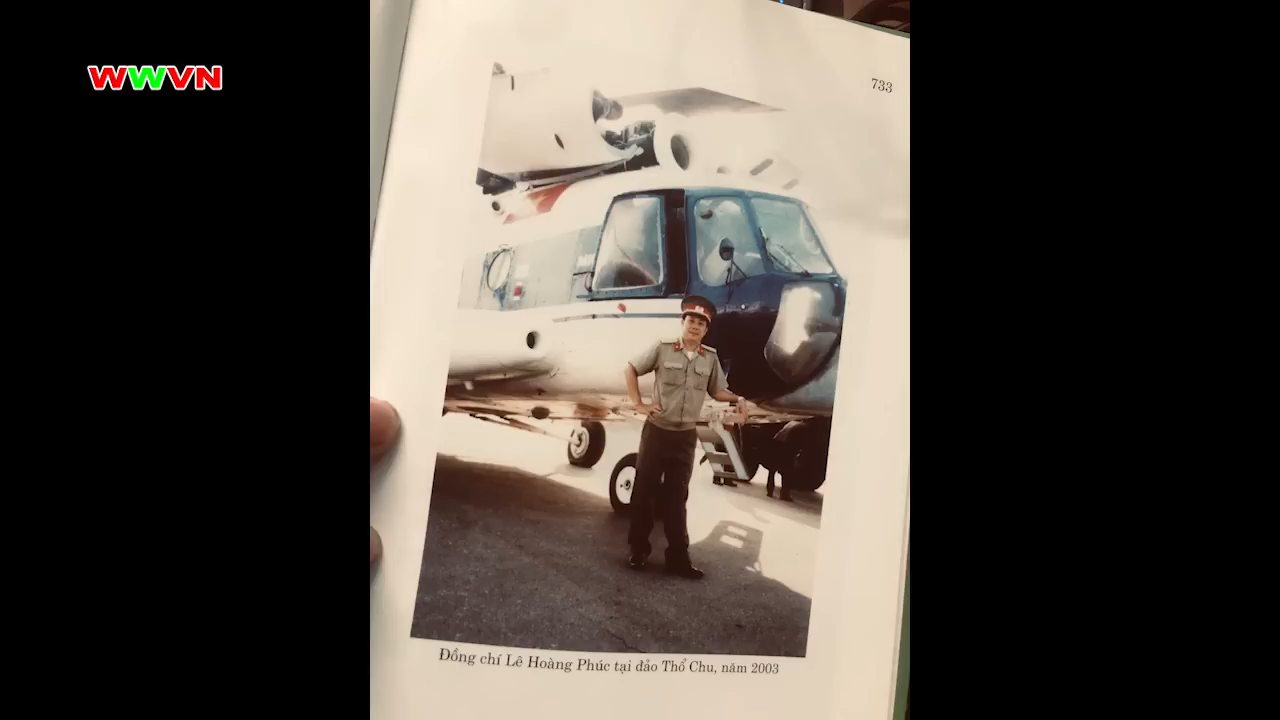 WWVN
733
Đồng chí Lê Hoàng Phúc tại đảo Thổ Chu, năm 2003